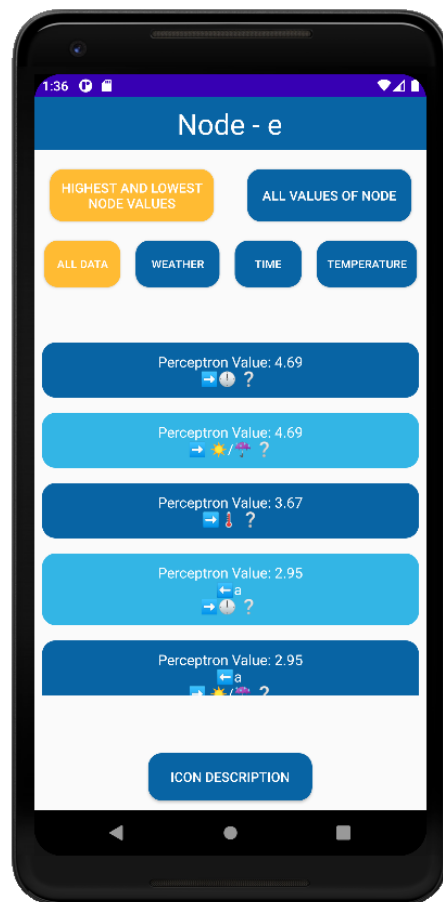 1:36
Node - e
HIGHEST AND LOWEST
NODE VALUES
ALL VALUES OF NODE
ALL DATA
WEATHER
TIME
TEMPERATURE
Perceptron Value: 4.69
➡️🕛❔
Perceptron Value: 4.69
➡️ ☀️/☔ ❔
Perceptron Value: 3.67
➡️🌡️❔
Perceptron Value: 2.95
⬅️a
➡️🕛❔
Perceptron Value: 2.95
⬅️a
➡️ ☀️/☔ ❔
ICON DESCRIPTION